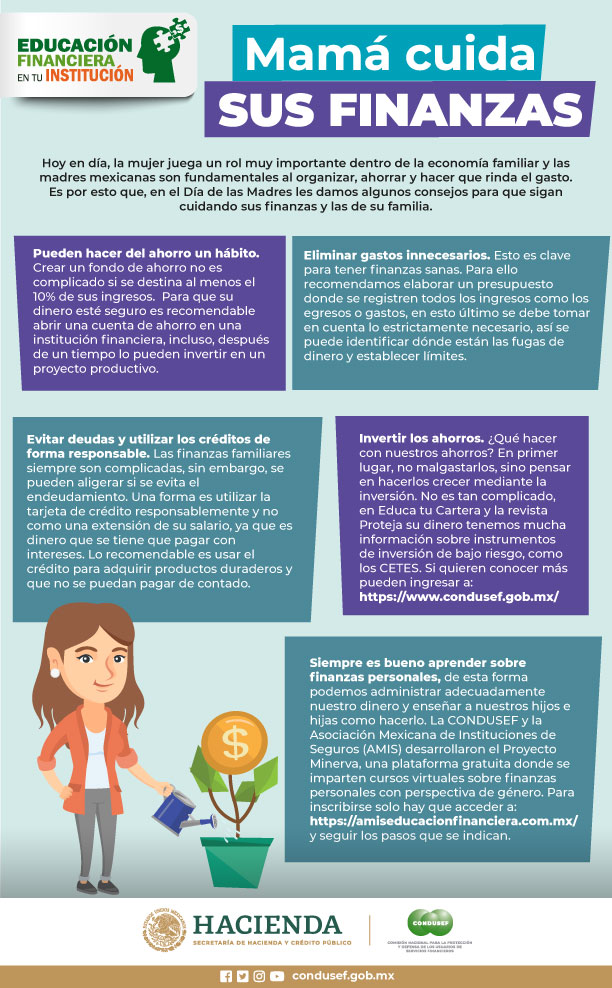 EDUCACIÓN
FINANCIERA
EN TU INSTITUCIÓN
Mamá cuida
SUS FINANZAS
Hoy en día, la mujer juega un rol muy importante dentro de la economía familiar y las
madres mexicanas son fundamentales al organizar, ahorrar y hacer que rinda el gasto.
Es por esto que, en el Día de las Madres les damos algunos consejos para que sigan
cuidando sus finanzas y las de su familia.
Pueden hacer del ahorro un hábito.
Crear un fondo de ahorro no es
complicado si se destina al menos el
10% de sus ingresos. Para que su
dinero esté seguro es recomendable
abrir una cuenta de ahorro en una
institución financiera, incluso, después
de un tiempo lo pueden invertir en un
proyecto productivo.
Eliminar gastos innecesarios. Esto es clave
para tener finanzas sanas. Para ello
recomendamos elaborar un presupuesto
donde se registren todos los ingresos como los
egresos o gastos, en esto último se debe tomar
en cuenta lo estrictamente necesario, así se
puede identificar dónde están las fugas de
dinero y establecer límites.
Evitar deudas y utilizar los créditos de
forma responsable. Las finanzas familiares
siempre son complicadas, sin embargo, se
pueden aligerar si se evita el
endeudamiento. Una forma es utilizar la
tarjeta de crédito responsablemente y no
como una extensión de su salario, ya que es
dinero que se tiene que pagar con
intereses. Lo recomendable es usar el
crédito para adquirir productos duraderos y
que no se puedan pagar de contado.
Invertir los ahorros. ¿Qué hacer
con nuestros ahorros? En primer
lugar, no malgastarlos, sino pensar
en hacerlos crecer mediante la
inversión. No es tan complicado,
en Educa tu Cartera y la revista
Proteja su dinero tenemos mucha
información sobre instrumentos
de inversión de bajo riesgo, como
los CETES. Si quieren conocer más
pueden ingresar a:
https://www.condusef.gob.mx/
Siempre es bueno aprender sobre
finanzas personales, de esta forma
podemos administrar adecuadamente
nuestro dinero y enseñar a nuestros hijos e
hijas como hacerlo. La CONDUSEF y la
Asociación Mexicana de Instituciones de
Seguros (AMIS) desarrollaron el Proyecto
Minerva, una plataforma gratuita donde se
imparten cursos virtuales sobre finanzas
personales con perspectiva de género. Para
inscribirse solo hay que acceder a:
https://amiseducacionfinanciera.com.mx/
y seguir los pasos que se indican.
HACIENDA
SECRETARÍA DE HACIENDA Y CRÉDITO PÚBLICO
CONDUSEF
COMISIÓN NACIONAL PARA LA PROTECCIÓN
Y DEFENSA DE LOS USUARIOS DE
SERVICIOS FINANCIEROS
condusef.gob.mx